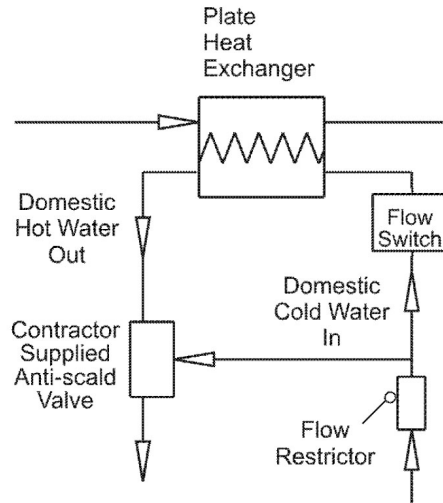 Plate
Heat
Exchanger
Domestic
Hot Water
Out
Flow
Switch
Domestic
Cold Water
In
Contractor
Supplied
Anti-scald
Valve
Flow
Restrictor